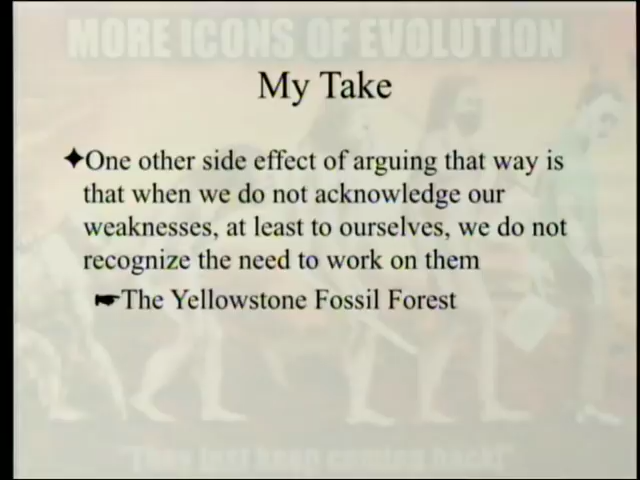 MORE ICONS OF EVOLUTION
My Take
✦One other side effect of arguing that way is
that when we do not acknowledge our
weaknesses, at least to ourselves, we do not
recognize the need to work on them
☛The Yellowstone Fossil Forest
"They just keep coming back!"